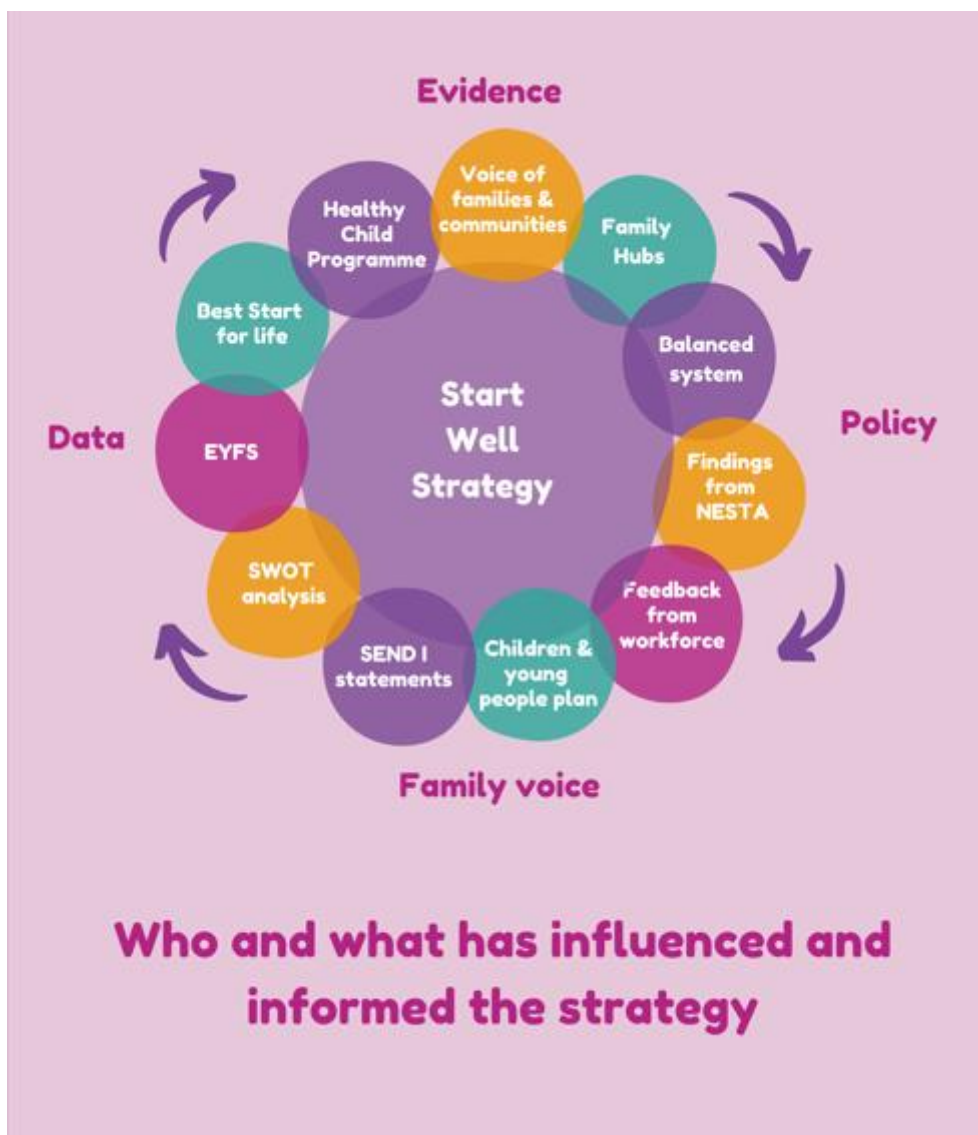 Evidence
Voice of
families &
communities
Family
Hubs
Balanced
system
Policy
Findings
from
NESTA
Feedback
from
workforce
Children &
young
people plan
Family voice
SEND I
statements
SWOT
analysis
EYFS
Data
Best Start
for life
Healthy
Child
Programme
Start
Well
Strategy
Who and what has influenced and
informed the strategy